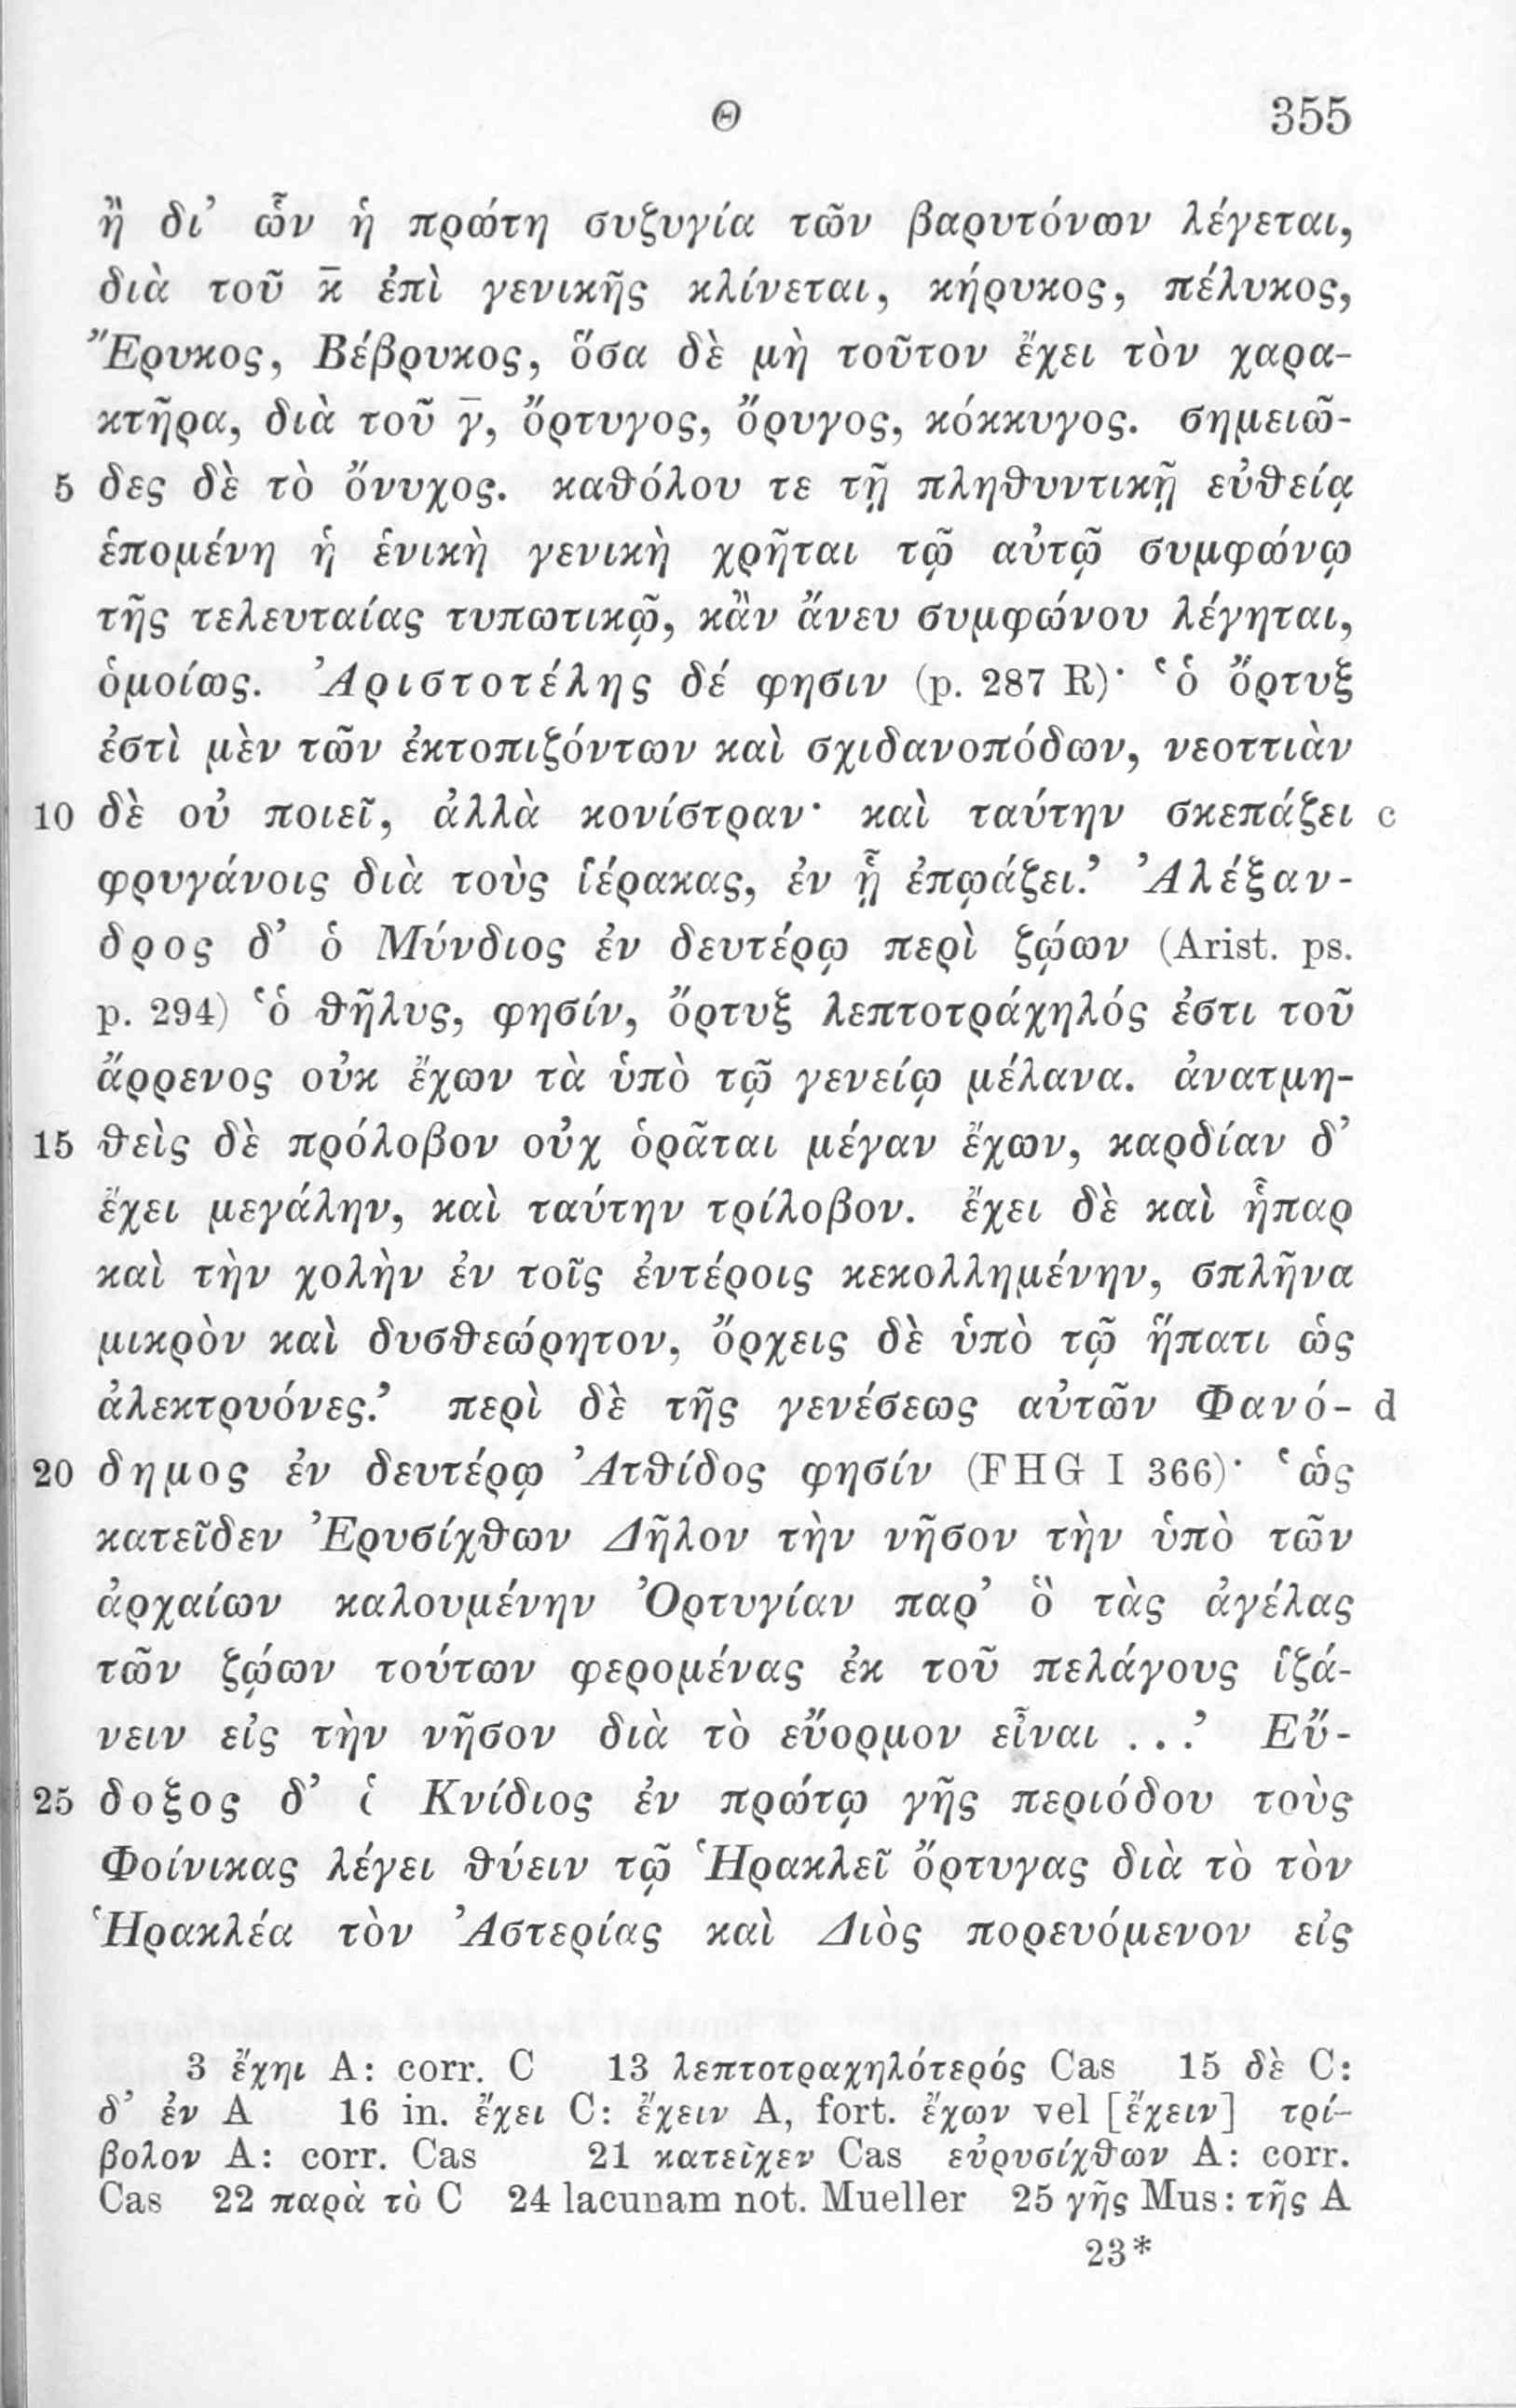 Θ 355
ἢ δι’ ὧν ἡ πρώτη συζυγία τῶν βαρυτόνων λέγεται,
διὰ τοῦ κ̄ ἐπὶ γενικῆς κλίνεται, κήρυκος, πέλυκος,
Ἔρυκος, Βέβρυκος, ὅσα δὲ μὴ τοῦτον ἔχει τὸν χαρα-
κτῆρα, διὰ τοῦ γ̄, ὄρτυγος, ὄρυγος, κόκκυγος. σημειῶ-
5 δες δὲ τὸ ὄνυχος. καθόλου τε τῇ πληθυντικῇ εὐθείᾳ
ἑπομένη ἡ ἑνικὴ γενικὴ χρῆται τῷ αὐτῷ συμφώνῳ
τῆς τελευταίας τυπωτικῷ, κἂν ἄνευ συμφώνου λέγηται,
ὁμοίως. Ἀριστοτέλης δέ φησιν (p. 287 R)· ‘ὁ ὄρτυξ
ἐστὶ μὲν τῶν ἐκτοπιζόντων καὶ σχιδανοπόδων, νεοττιὰν
10 δὲ οὐ ποιεῖ, ἀλλὰ κονίστραν· καὶ ταύτην σκεπάζει c
φρυγάνοις διὰ τοὺς ἱέρακας, ἐν ᾗ ἐπῳάζει.’ Ἀλέξαν-
δρος δ’ ὁ Μύνδιος ἐν δευτέρῳ περὶ ζῴων (Arist. ps.
p. 294) ‘ὁ θῆλυς, φησίν, ὄρτυξ λεπτοτράχηλός ἐστι τοῦ
ἄρρενος οὐκ ἔχων τὰ ὑπὸ τῷ γενείῳ μέλανα. ἀνατμη-
15 θεὶς δὲ πρόλοβον οὐχ ὁρᾶται μέγαν ἔχων, καρδίαν δ’
ἔχει μεγάλην, καὶ ταύτην τρίλοβον. ἔχει δὲ καὶ ἧπαρ
καὶ τὴν χολὴν ἐν τοῖς ἐντέροις κεκολλημένην, σπλῆνα
μικρὸν καὶ δυσθεώρητον, ὄρχεις δὲ ὑπὸ τῷ ἥπατι ὡς
ἀλεκτρυόνες.’ περὶ δὲ τῆς γενέσεως αὐτῶν Φανό- d
20 δημος ἐν δευτέρῳ Ἀτθίδος φησίν (FHG I 366)· ‘ὡς
κατεῖδεν Ἐρυσίχθων Δῆλον τὴν νῆσον τὴν ὑπὸ τῶν
ἀρχαίων καλουμένην Ὀρτυγίαν παρ’ ὃ τὰς ἀγέλας
τῶν ζῴων τούτων φερομένας ἐκ τοῦ πελάγους ἱζά-
νειν εἰς τὴν νῆσον διὰ τὸ εὔορμον εἶναι ...’ Εὔ-
25 δοξος δ’ ὁ Κνίδιος ἐν πρώτῳ γῆς περιόδου τοὺς
Φοίνικας λέγει θύειν τῷ Ἡρακλεῖ ὄρτυγας διὰ τὸ τὸν
Ἡρακλέα τὸν Ἀστερίας καὶ Διὸς πορευόμενον εἰς
3 ἔχηι A: corr. C 13 λεπτοτραχηλότερός Cas 15 δὲ C:
δ’ ἐν A 16 in. ἔχει C: ἔχειν A, fort. ἔχων vel [ἔχειν] τρί-
βολον A: corr. Cas 21 κατεῖχεν Cas εὐρυσίχθων A: corr.
Cas 22 παρὰ τὸ C 24 lacunam not. Mueller 25 γῆς Mus: τῆς A
23*